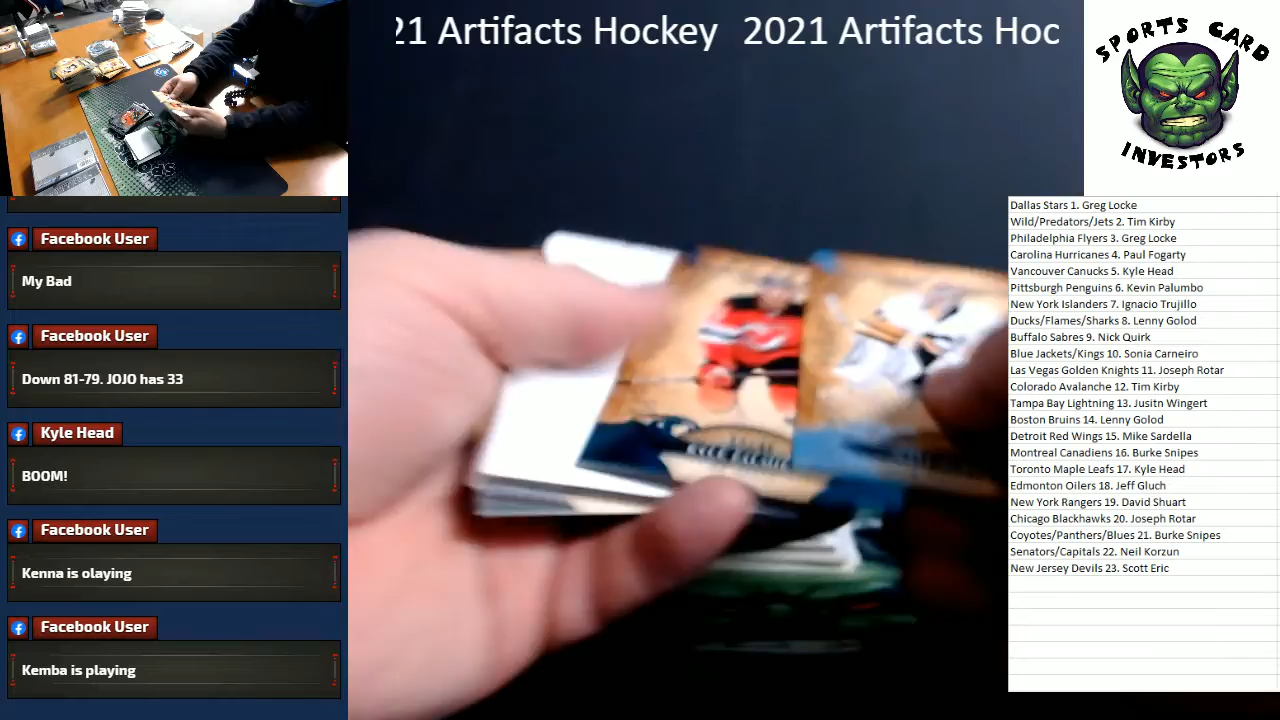 21 Artifacts Hockey 2021 Artifacts Hoc
SPORTS CARD
INVESTORS
Facebook User
My Bad
Facebook User
Down 81-79. JOJO has 33
Kyle Head
BOOM!
Facebook User
Kenna is olaying
Facebook User
Kemba is playing
Dallas Stars 1. Greg Locke
Wild/Predators/Jets 2. Tim Kirby
Philadelphia Flyers 3. Greg Locke
Carolina Hurricanes 4. Paul Fogarty
Vancouver Canucks 5. Kyle Head
Pittsburgh Penguins 6. Kevin Palumbo
New York Islanders 7. Ignacio Trujillo
Ducks/Flames/Sharks 8. Lenny Golod
Buffalo Sabres 9. Nick Quirk
Blue Jackets/Kings 10. Sonia Carneiro
Las Vegas Golden Knights 11. Joseph Rotar
Colorado Avalanche 12. Tim Kirby
Tampa Bay Lightning 13. Jusitn Wingert
Boston Bruins 14. Lenny Golod
Detroit Red Wings 15. Mike Sardella
Montreal Canadiens 16. Burke Snipes
Toronto Maple Leafs 17. Kyle Head
Edmonton Oilers 18. Jeff Gluch
New York Rangers 19. David Shuart
Chicago Blackhawks 20. Joseph Rotar
Coyotes/Panthers/Blues 21. Burke Snipes
Senators/Capitals 22. Neil Korzun
New Jersey Devils 23. Scott Eric